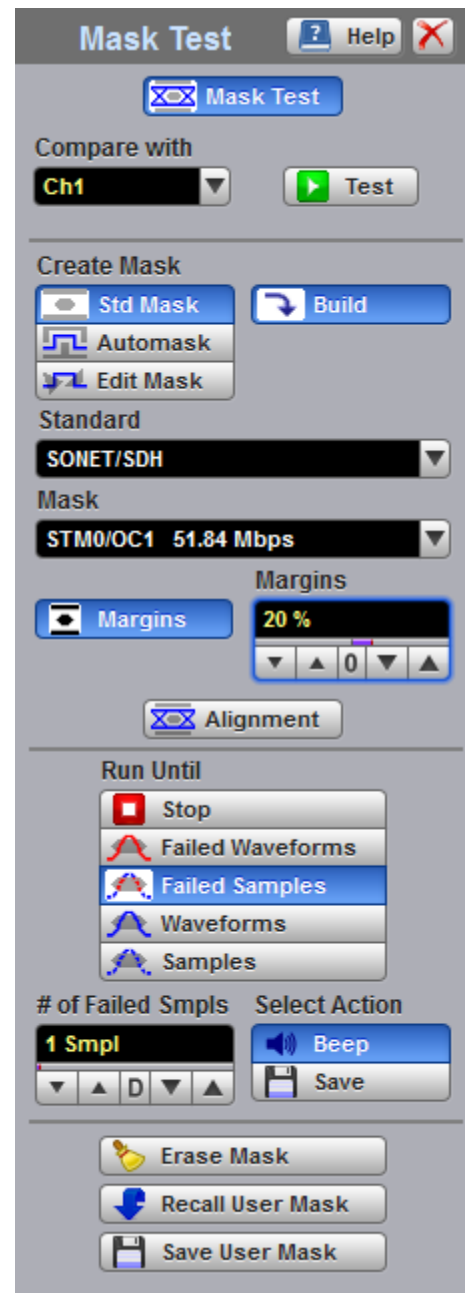 Mask Test ? Help
Mask Test
Compare with
Ch1 Test
Create Mask
Std Mask Build
Automask
Edit Mask
Standard
SONET/SDH
Mask
STM0/OC1 51.84 Mbps
Margins
Margins 20 %
0
Alignment
Run Until
Stop
Failed Waveforms
Failed Samples
Waveforms
Samples
# of Failed Smpls Select Action
1 Smpl Beep
D Save
Erase Mask
Recall User Mask
Save User Mask